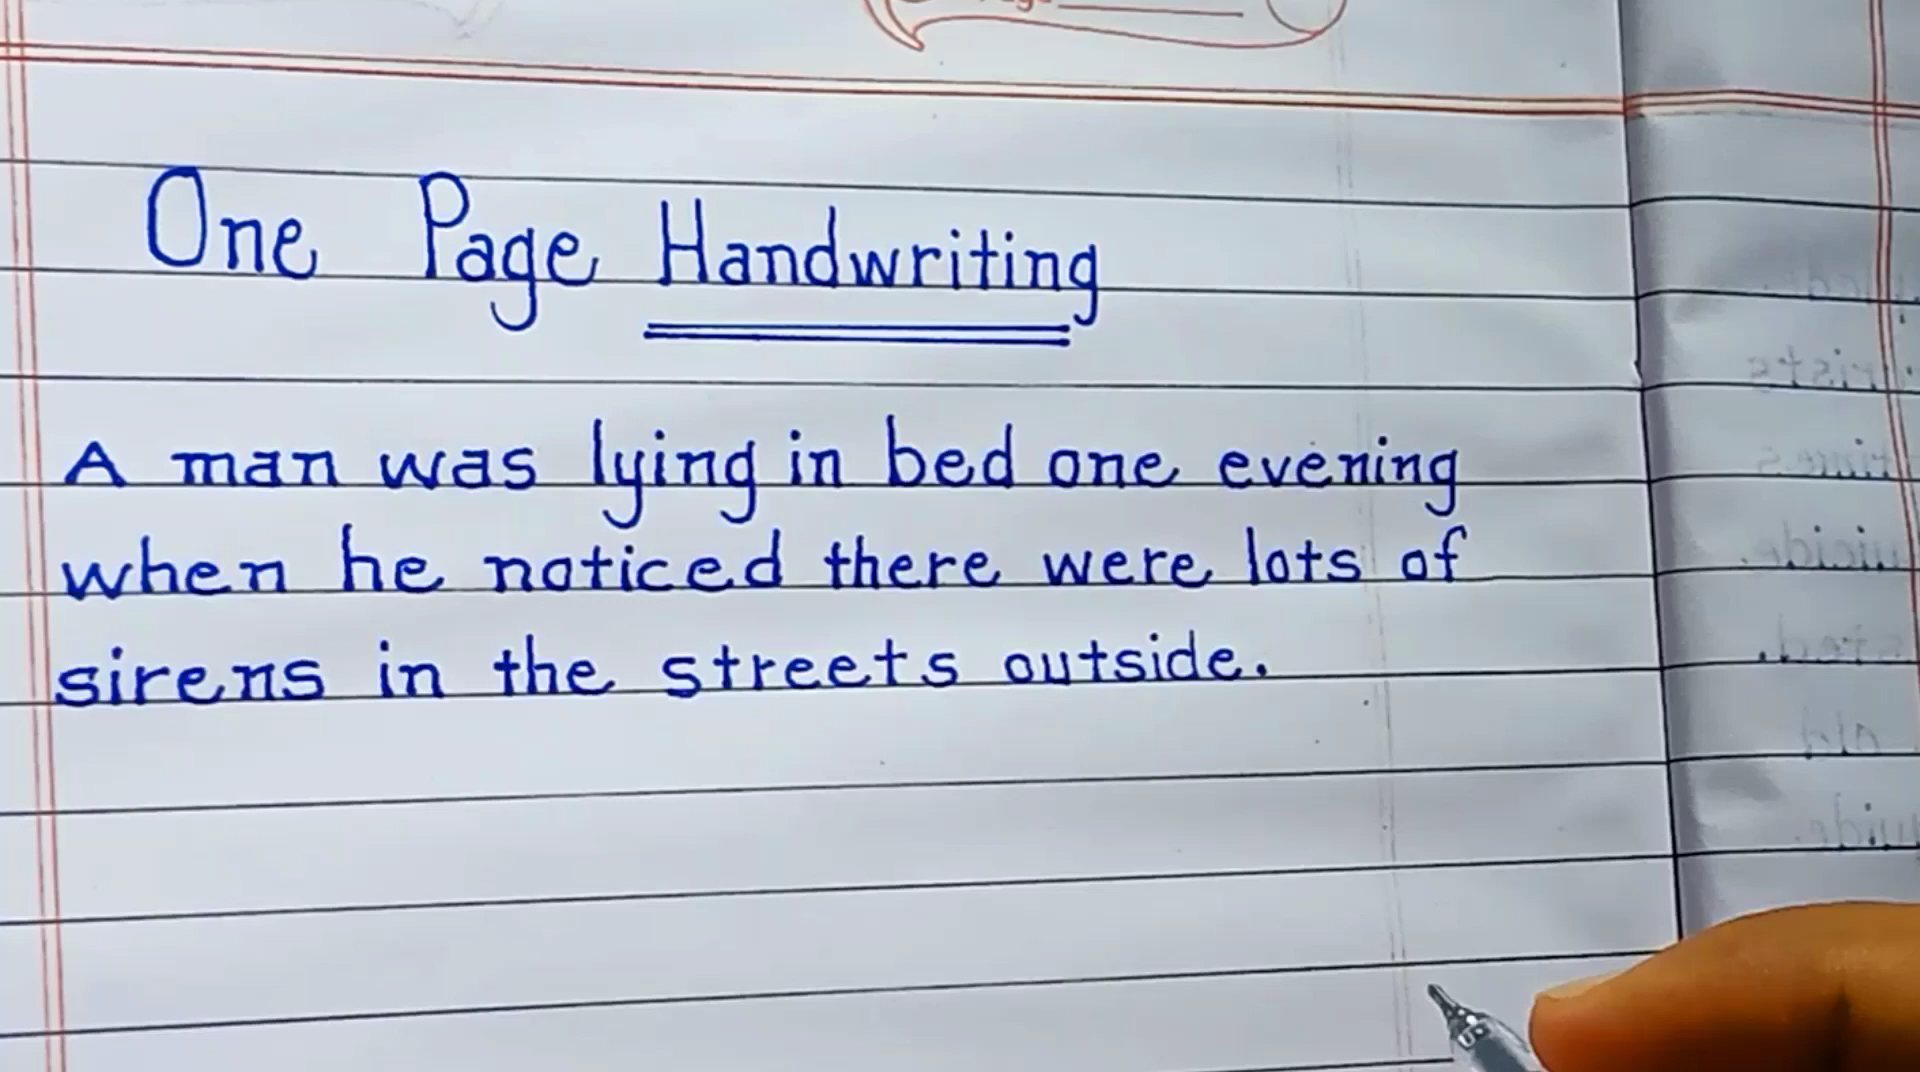 One Page Handwriting
A man was lying in bed one evening
when he noticed there were lots of
sirens in the streets outside.